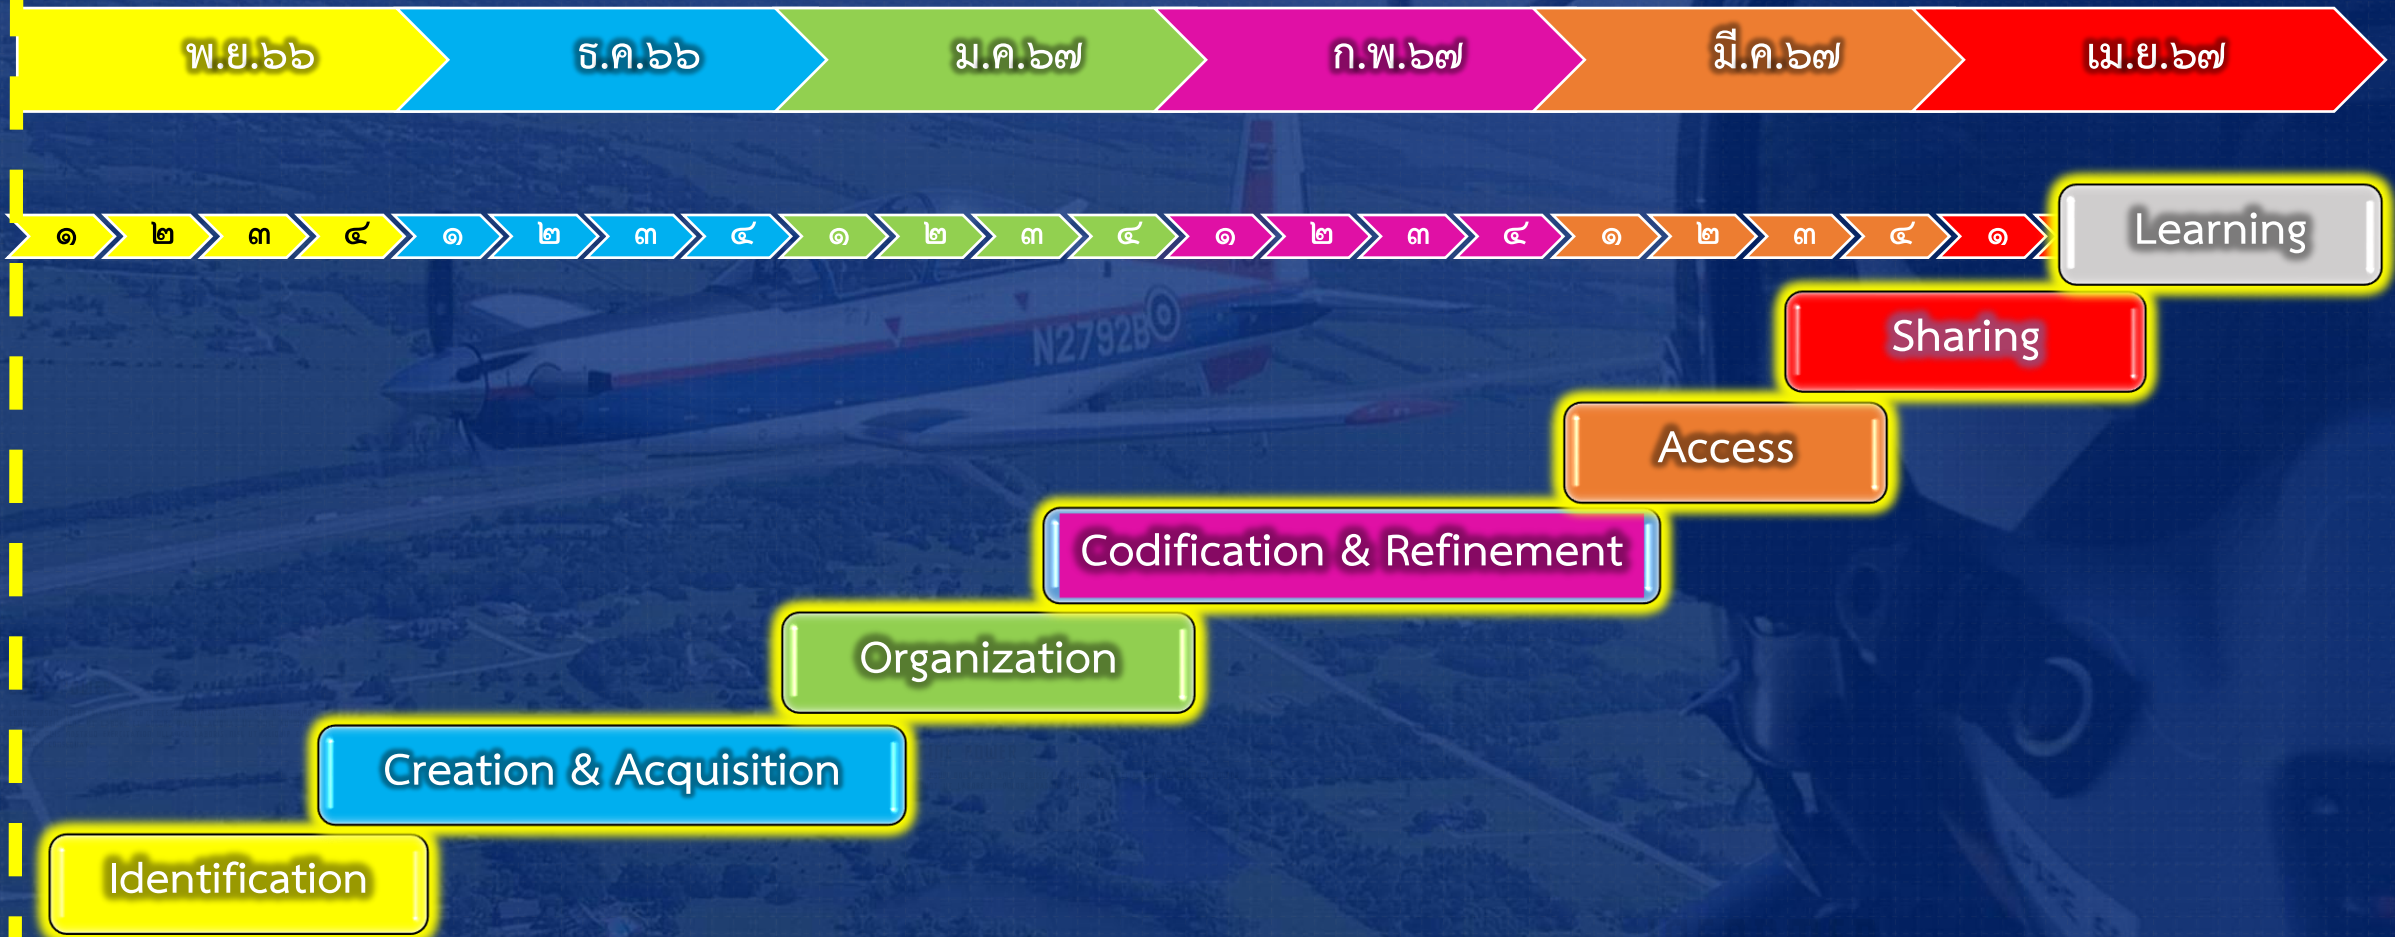 พ.ย.๖๖ ธ.ค.๖๖ ม.ค.๖๗ ก.พ.๖๗ มี.ค.๖๗ เม.ย.๖๗
๑ ๒ ๓ ๔ ๑ ๒ ๓ ๔ ๑ ๒ ๓ ๔ ๑ ๒ ๓ ๔ ๑ ๒ ๓ ๔ ๑
Learning
Sharing
N2792B
Access
Codification & Refinement
Organization
Creation & Acquisition
Identification